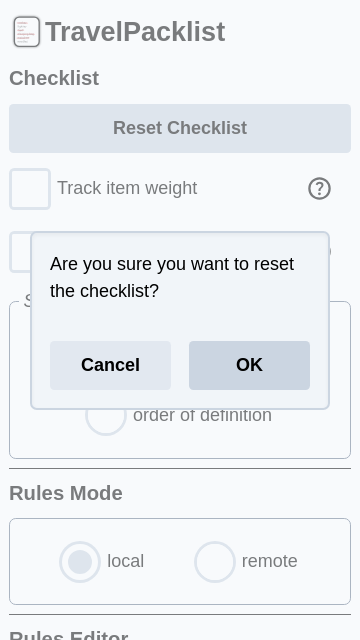 TravelPacklist
Checklist
Reset Checklist
Track item weight
Are you sure you want to reset
the checklist?
Cancel
OK
order of definition
Rules Mode
local
remote
Rules Editor